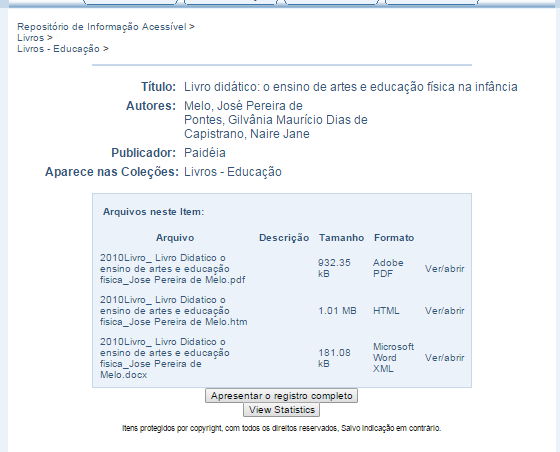 Repositório de Informação Acessível >
Livros >
Livros - Educação >
Título: Livro didático: o ensino de artes e educação física na infância
Autores: Melo, José Pereira de
Pontes, Gilvânia Maurício Dias de
Capistrano, Naire Jane
Publicador: Paidéia
Aparece nas Coleções: Livros - Educação
Arquivos neste Item:
Arquivo Descrição Tamanho Formato
2010Livro_ Livro Didatico o
ensino de artes e educação
fisica_Jose Pereira de Melo.pdf
932.35
kB
Adobe
PDF
Ver/abrir
2010Livro_ Livro Didatico o
ensino de artes e educação
fisica_Jose Pereira de Melo.htm
1.01 MB
HTML
Ver/abrir
2010Livro_ Livro Didatico o
ensino de artes e educação
fisica_Jose Pereira de
Melo.docx
181.08
kB
Microsoft
Word
XML
Ver/abrir
Apresentar o registro completo
View Statistics
Itens protegidos por copyright, com todos os direitos reservados, Salvo indicação em contrário.